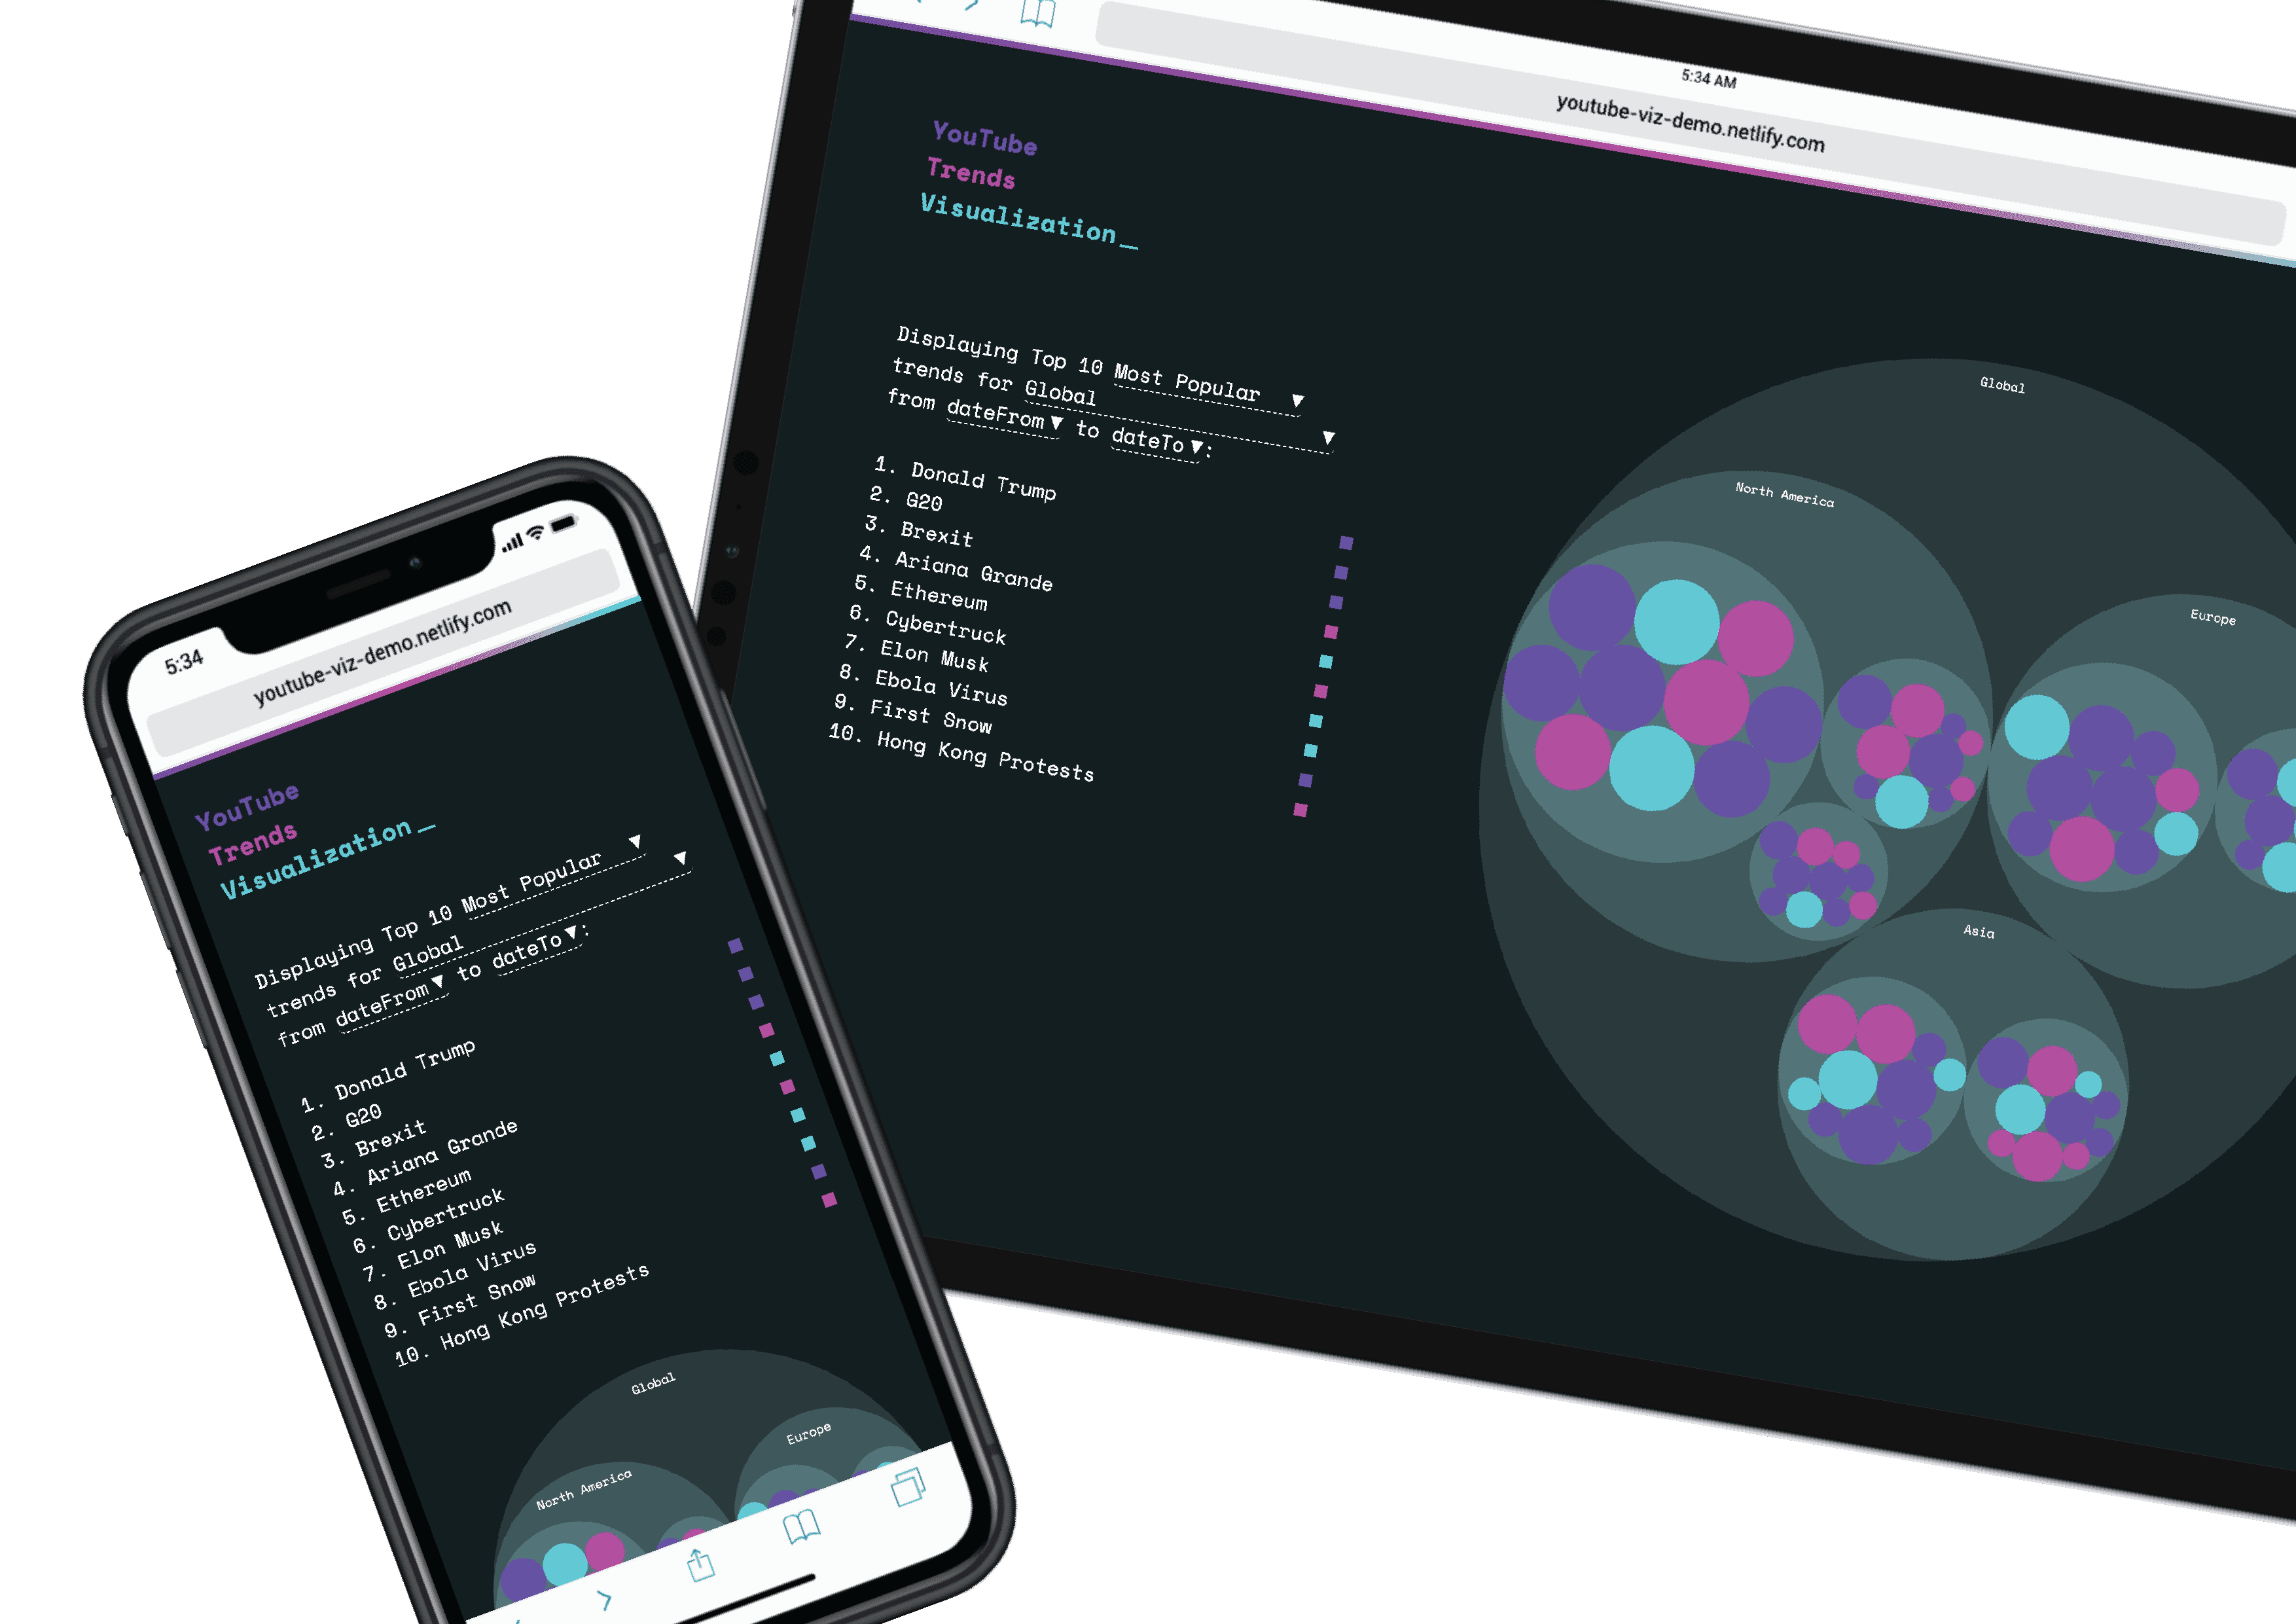 5:34
youtube-viz-demo.netlify.com
YouTube
Trends
Visualization_
Displaying Top 10 Most Popular ▼
trends for Global ▼
from dateFrom ▼ to dateTo ▼:
1. Donald Trump
2. G20
3. Brexit
4. Ariana Grande
5. Ethereum
6. Cybertruck
7. Elon Musk
8. Ebola Virus
9. First Snow
10. Hong Kong Protests
Global
North America
Europe
5:34 AM
youtube-viz-demo.netlify.com
YouTube
Trends
Visualization_
Displaying Top 10 Most Popular ▼
trends for Global ▼
from dateFrom ▼ to dateTo ▼:
1. Donald Trump
2. G20
3. Brexit
4. Ariana Grande
5. Ethereum
6. Cybertruck
7. Elon Musk
8. Ebola Virus
9. First Snow
10. Hong Kong Protests
Global
North America
Europe
Asia